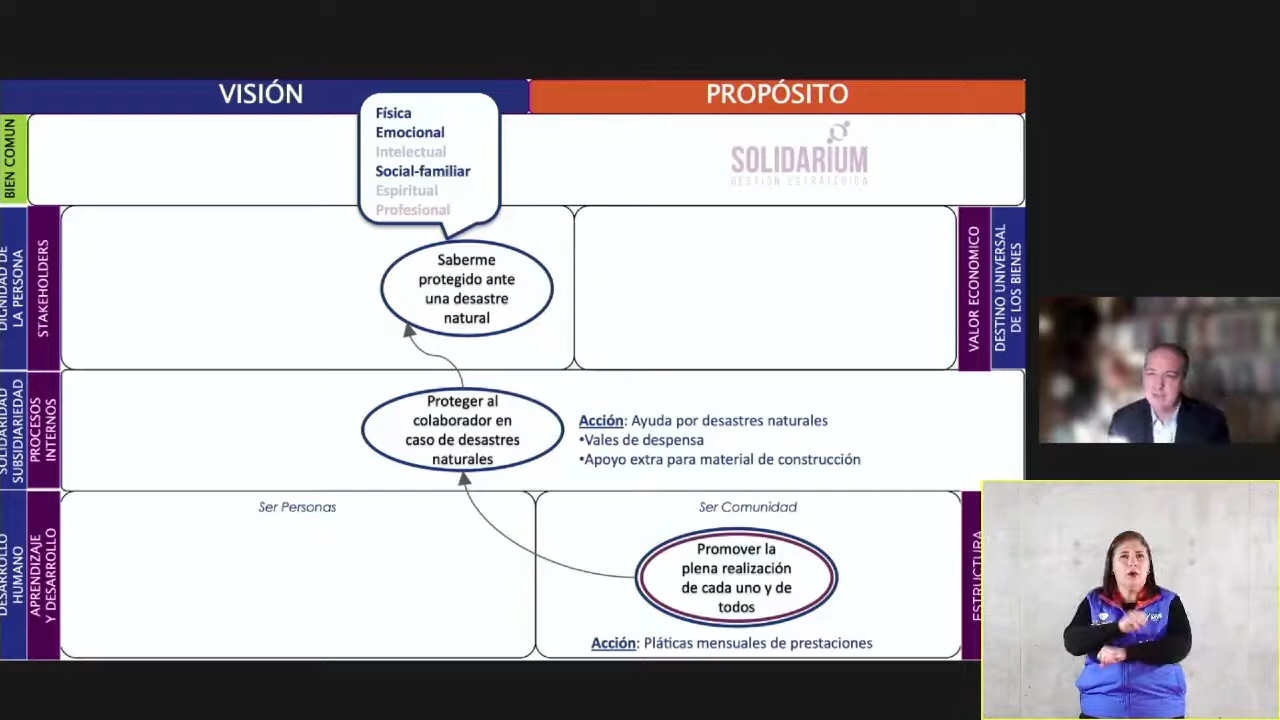 VISIÓN
PROPÓSITO
BIEN COMUN
Física
Emocional
Intelectual
Social-familiar
Espiritual
Profesional
SOLIDARIUM
GESTIÓN ESTRATÉGICA
DIGNIDAD DE
LA PERSONA
STAKEHOLDERS
Saberme
protegido ante
una desastre
natural
VALOR ECONOMICO
DESTINO UNIVERSAL
DE LOS BIENES
SOLIDARIDAD
SUBSIDIARIEDAD
PROCESOS
INTERNOS
Proteger al
colaborador en
caso de desastres
naturales
Acción: Ayuda por desastres naturales
•Vales de despensa
•Apoyo extra para material de construcción
DESARROLLO
HUMANO
APRENDIZAJE
Y DESARROLLO
Ser Personas
Ser Comunidad
Promover la
plena realización
de cada uno y de
todos
Acción: Pláticas mensuales de prestaciones
ESTRUCTURA